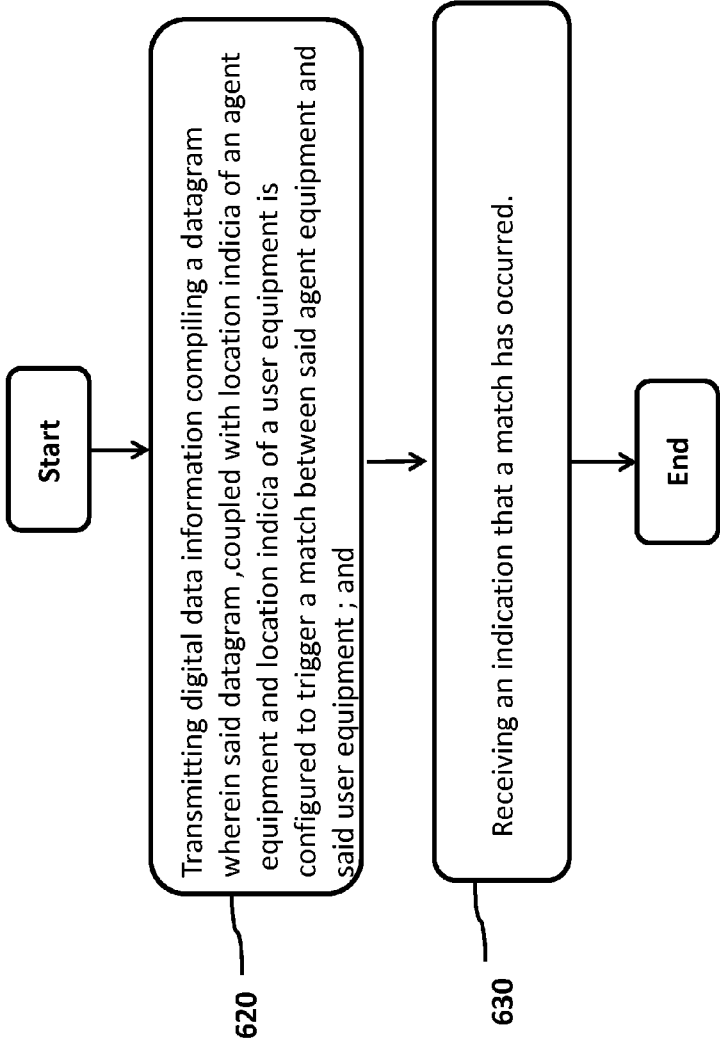 Start
620
Transmitting digital data information compiling a datagram
wherein said datagram ,coupled with location indicia of an agent
equipment and location indicia of a user equipment is
configured to trigger a match between said agent equipment and
said user equipment ; and
630
Receiving an indication that a match has occurred.
End